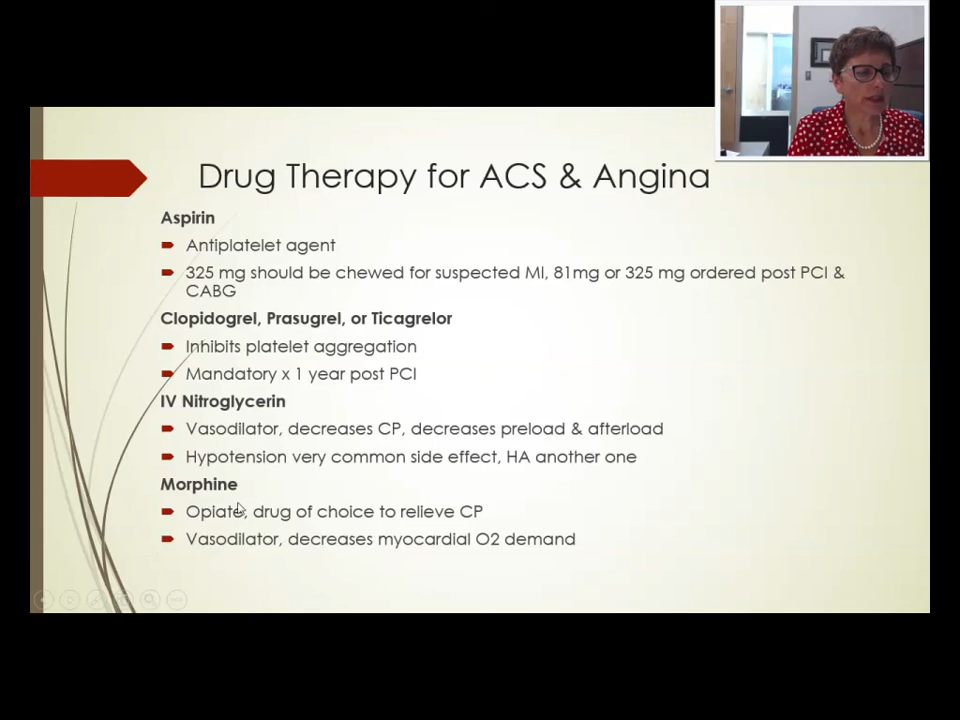 Drug Therapy for ACS & Angina
Aspirin
Antiplatelet agent
325 mg should be chewed for suspected MI, 81mg or 325 mg ordered post PCI &
CABG
Clopidogrel, Prasugrel, or Ticagrelor
Inhibits platelet aggregation
Mandatory x 1 year post PCI
IV Nitroglycerin
Vasodilator, decreases CP, decreases preload & afterload
Hypotension very common side effect, HA another one
Morphine
Opiate, drug of choice to relieve CP
Vasodilator, decreases myocardial O2 demand